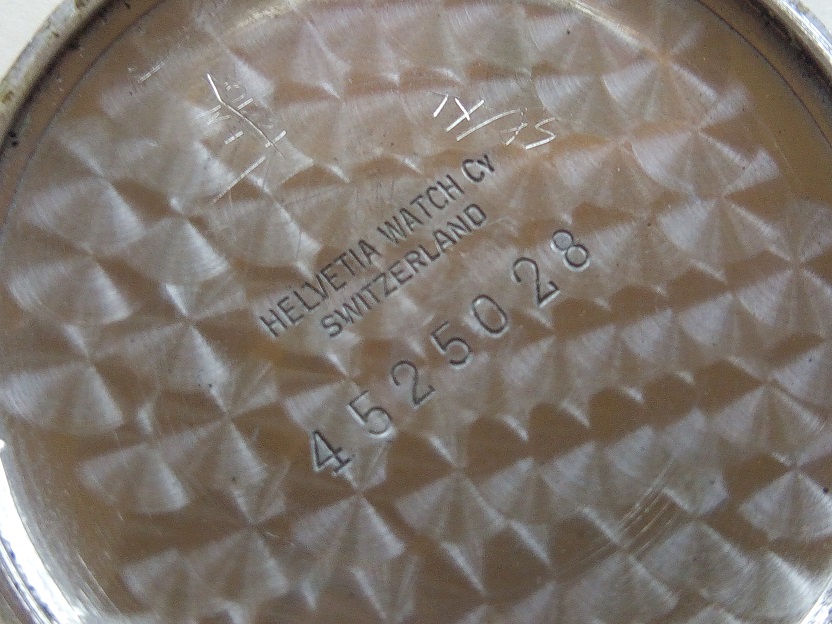 HELVETIA WATCH Cy
SWITZERLAND
4525028